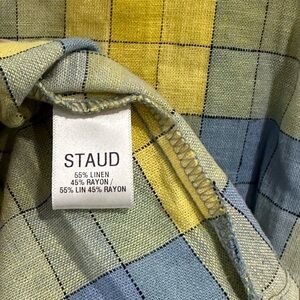 STAUD
55% LINEN
45% RAYON /
55% LIN 45% RAYON